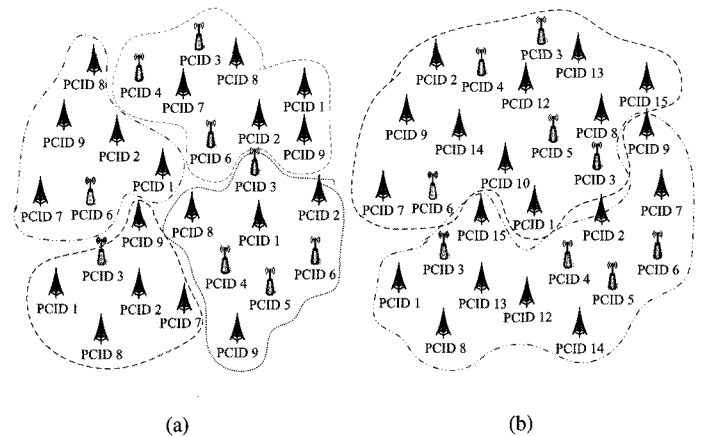 PCID 3
PCID 8
PCID 8
PCID 4
PCID 7
PCID 1
PCID 9
PCID 2
PCID 2
PCID 6
PCID 9
PCID 1
PCID 3
PCID 7
PCID 6
PCID 2
PCID 8
PCID 9
PCID 1
PCID 3
PCID 4
PCID 6
PCID 5
PCID 1
PCID 2
PCID 7
PCID 8
PCID 9
(a)
PCID 3
PCID 2
PCID 13
PCID 4
PCID 12
PCID 15
PCID 9
PCID 8
PCID 14
PCID 5
PCID 9
PCID 10
PCID 3
PCID 7
PCID 6
PCID 1
PCID 7
PCID 15
PCID 2
PCID 3
PCID 4
PCID 6
PCID 1
PCID 13
PCID 12
PCID 5
PCID 8
PCID 14
(b)